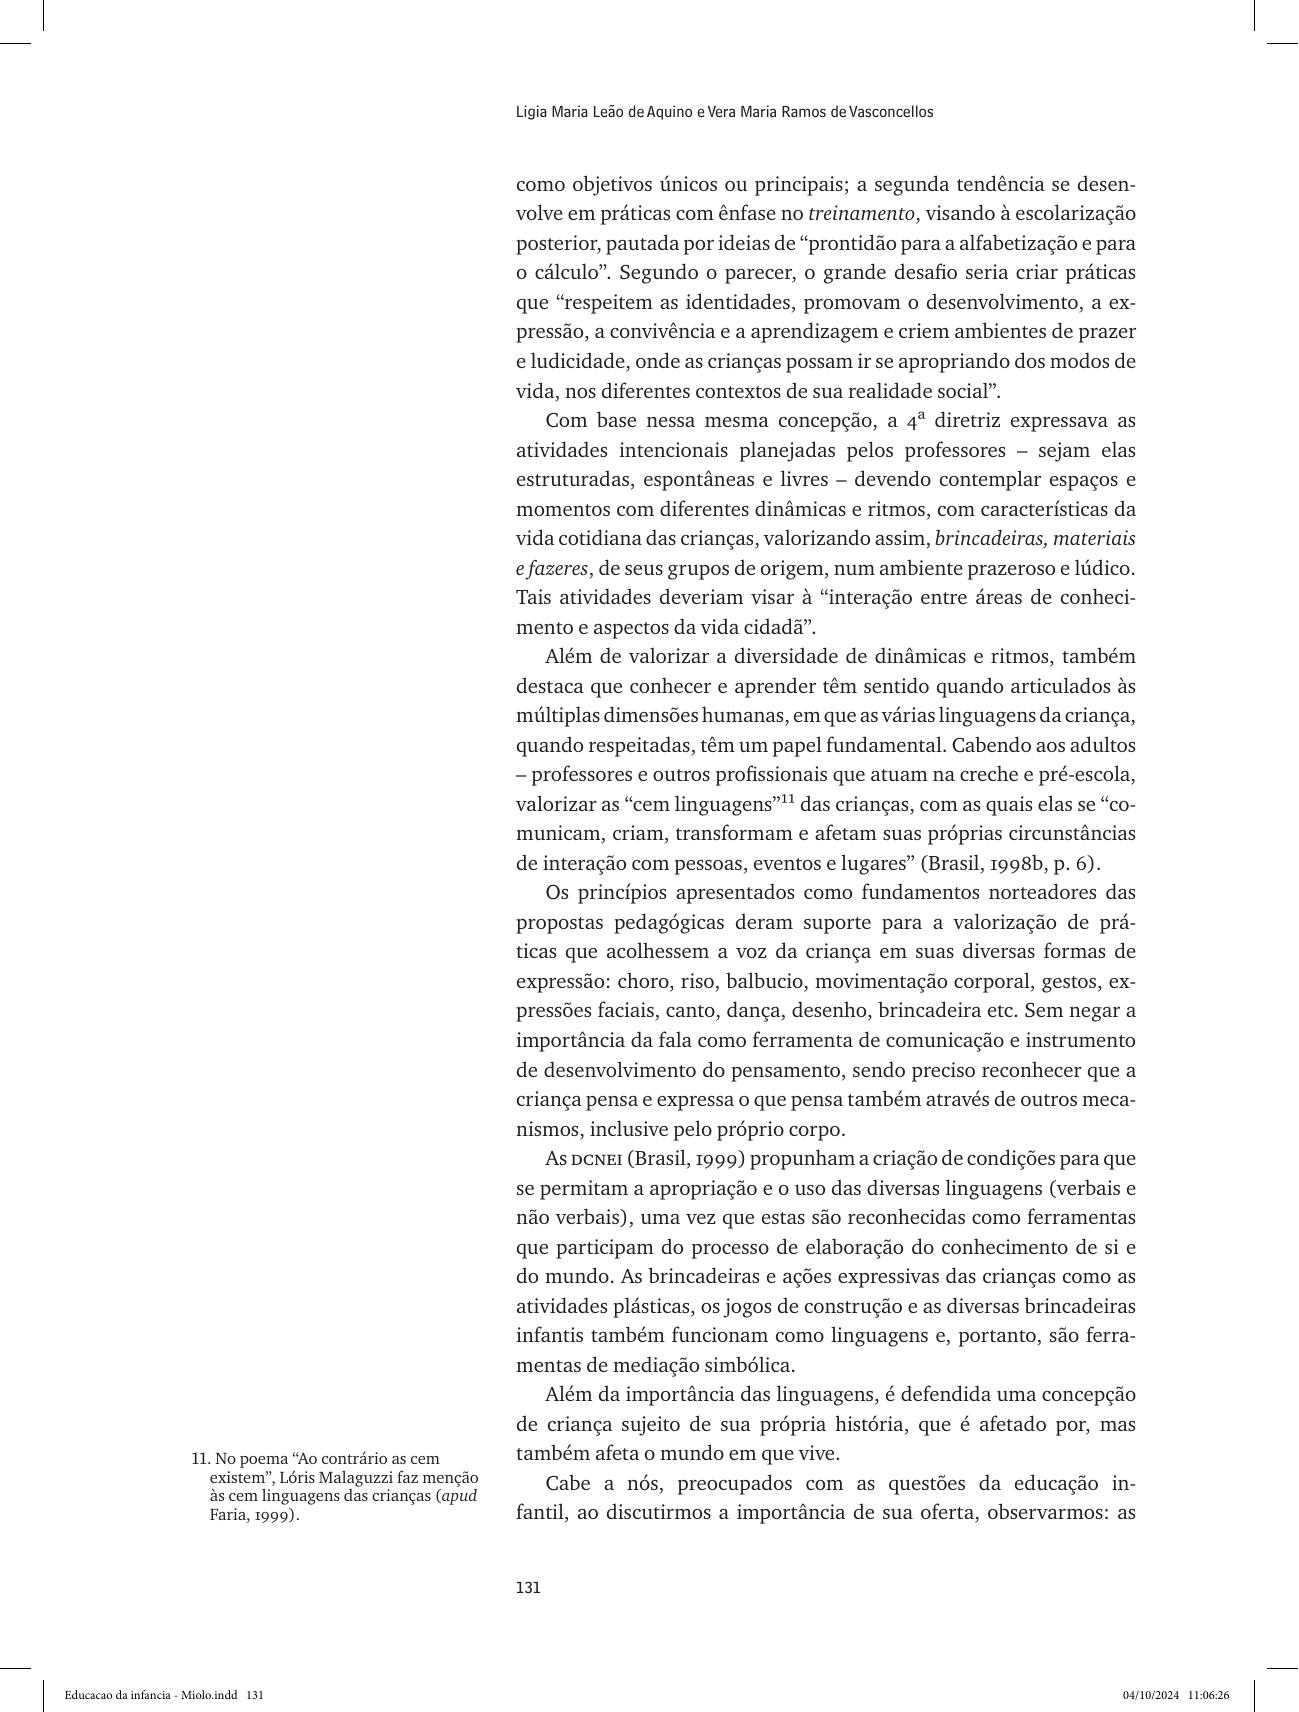 Ligia Maria Leão de Aquino e Vera Maria Ramos de Vasconcellos
como objetivos únicos ou principais; a segunda tendência se desen-
volve em práticas com ênfase no treinamento, visando à escolarização
posterior, pautada por ideias de “prontidão para a alfabetização e para
o cálculo”. Segundo o parecer, o grande desafio seria criar práticas
que “respeitem as identidades, promovam o desenvolvimento, a ex-
pressão, a convivência e a aprendizagem e criem ambientes de prazer
e ludicidade, onde as crianças possam ir se apropriando dos modos de
vida, nos diferentes contextos de sua realidade social”.
Com base nessa mesma concepção, a 4ª diretriz expressava as
atividades intencionais planejadas pelos professores – sejam elas
estruturadas, espontâneas e livres – devendo contemplar espaços e
momentos com diferentes dinâmicas e ritmos, com características da
vida cotidiana das crianças, valorizando assim, brincadeiras, materiais
e fazeres, de seus grupos de origem, num ambiente prazeroso e lúdico.
Tais atividades deveriam visar à “interação entre áreas de conheci-
mento e aspectos da vida cidadã”.
Além de valorizar a diversidade de dinâmicas e ritmos, também
destaca que conhecer e aprender têm sentido quando articulados às
múltiplas dimensões humanas, em que as várias linguagens da criança,
quando respeitadas, têm um papel fundamental. Cabendo aos adultos
– professores e outros profissionais que atuam na creche e pré-escola,
valorizar as “cem linguagens”¹¹ das crianças, com as quais elas se “co-
municam, criam, transformam e afetam suas próprias circunstâncias
de interação com pessoas, eventos e lugares” (Brasil, 1998b, p. 6).
Os princípios apresentados como fundamentos norteadores das
propostas pedagógicas deram suporte para a valorização de prá-
ticas que acolhessem a voz da criança em suas diversas formas de
expressão: choro, riso, balbucio, movimentação corporal, gestos, ex-
pressões faciais, canto, dança, desenho, brincadeira etc. Sem negar a
importância da fala como ferramenta de comunicação e instrumento
de desenvolvimento do pensamento, sendo preciso reconhecer que a
criança pensa e expressa o que pensa também através de outros meca-
nismos, inclusive pelo próprio corpo.
As DCNEI (Brasil, 1999) propunham a criação de condições para que
se permitam a apropriação e o uso das diversas linguagens (verbais e
não verbais), uma vez que estas são reconhecidas como ferramentas
que participam do processo de elaboração do conhecimento de si e
do mundo. As brincadeiras e ações expressivas das crianças como as
atividades plásticas, os jogos de construção e as diversas brincadeiras
infantis também funcionam como linguagens e, portanto, são ferra-
mentas de mediação simbólica.
Além da importância das linguagens, é defendida uma concepção
de criança sujeito de sua própria história, que é afetado por, mas
também afeta o mundo em que vive.
Cabe a nós, preocupados com as questões da educação in-
fantil, ao discutirmos a importância de sua oferta, observarmos: as
11. No poema “Ao contrário as cem
existem”, Lóris Malaguzzi faz menção
às cem linguagens das crianças (apud
Faria, 1999).
131
Educacao da infancia - Miolo.indd 131
04/10/2024 11:06:26